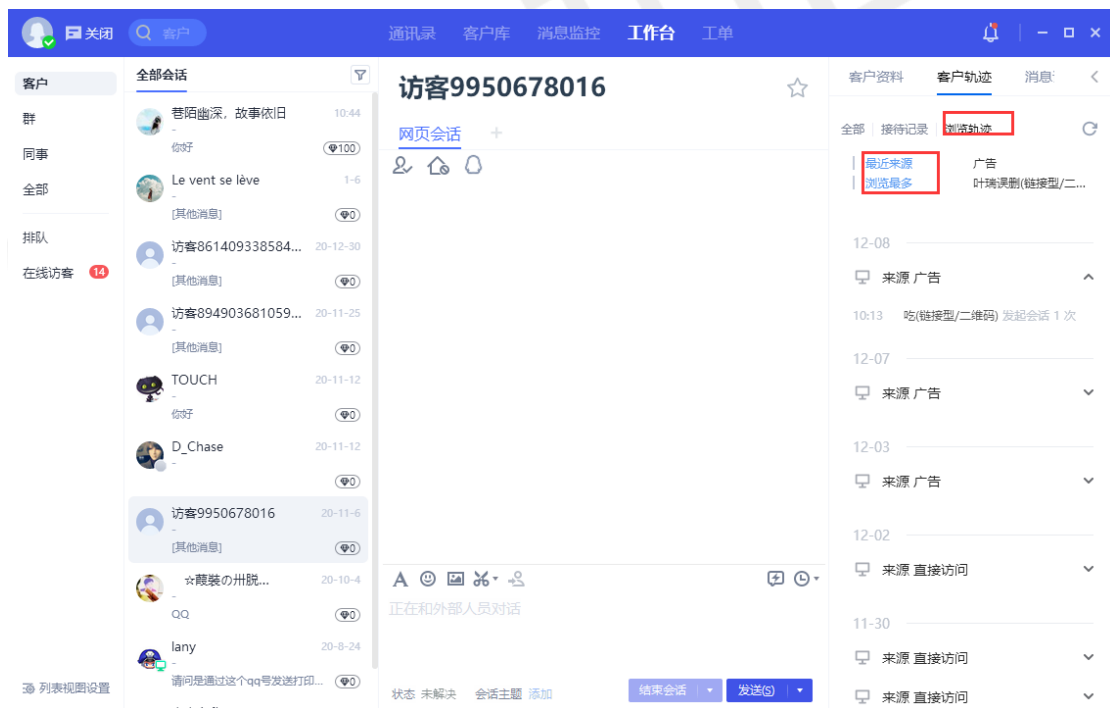 关闭
客户
通讯录 客户库 消息监控 工作台 工单
客户
群
同事
全部
排队
在线访客 14
列表视图设置
全部会话
巷陌幽深，故事依旧 10:44
-
你好 100
Le vent se lève 1-6
-
[其他消息] 0
访客861409338584... 20-12-30
-
[其他消息] 0
访客894903681059... 20-11-25
-
[其他消息] 0
TOUCH 20-11-12
-
你好 0
D_Chase 20-11-12
-
0
访客9950678016 20-11-6
-
[其他消息] 0
☆莀裝の卅脱... 20-10-4
-
QQ 0
lany 20-8-24
-
请问是通过这个qq号发送打印... 0
访客9950678016
网页会话 +
正在和外部人员对话
状态 未解决 会话主题 添加
结束会话 发送(S)
客户资料 客户轨迹 消息
全部 接待记录 浏览轨迹
最近来源 广告
浏览最多 叶瑞误删(链接型/二...
12-08
来源 广告
10:13 吃(链接型/二维码) 发起会话 1 次
12-07
来源 广告
12-03
来源 广告
12-02
来源 直接访问
11-30
来源 直接访问
来源 直接访问